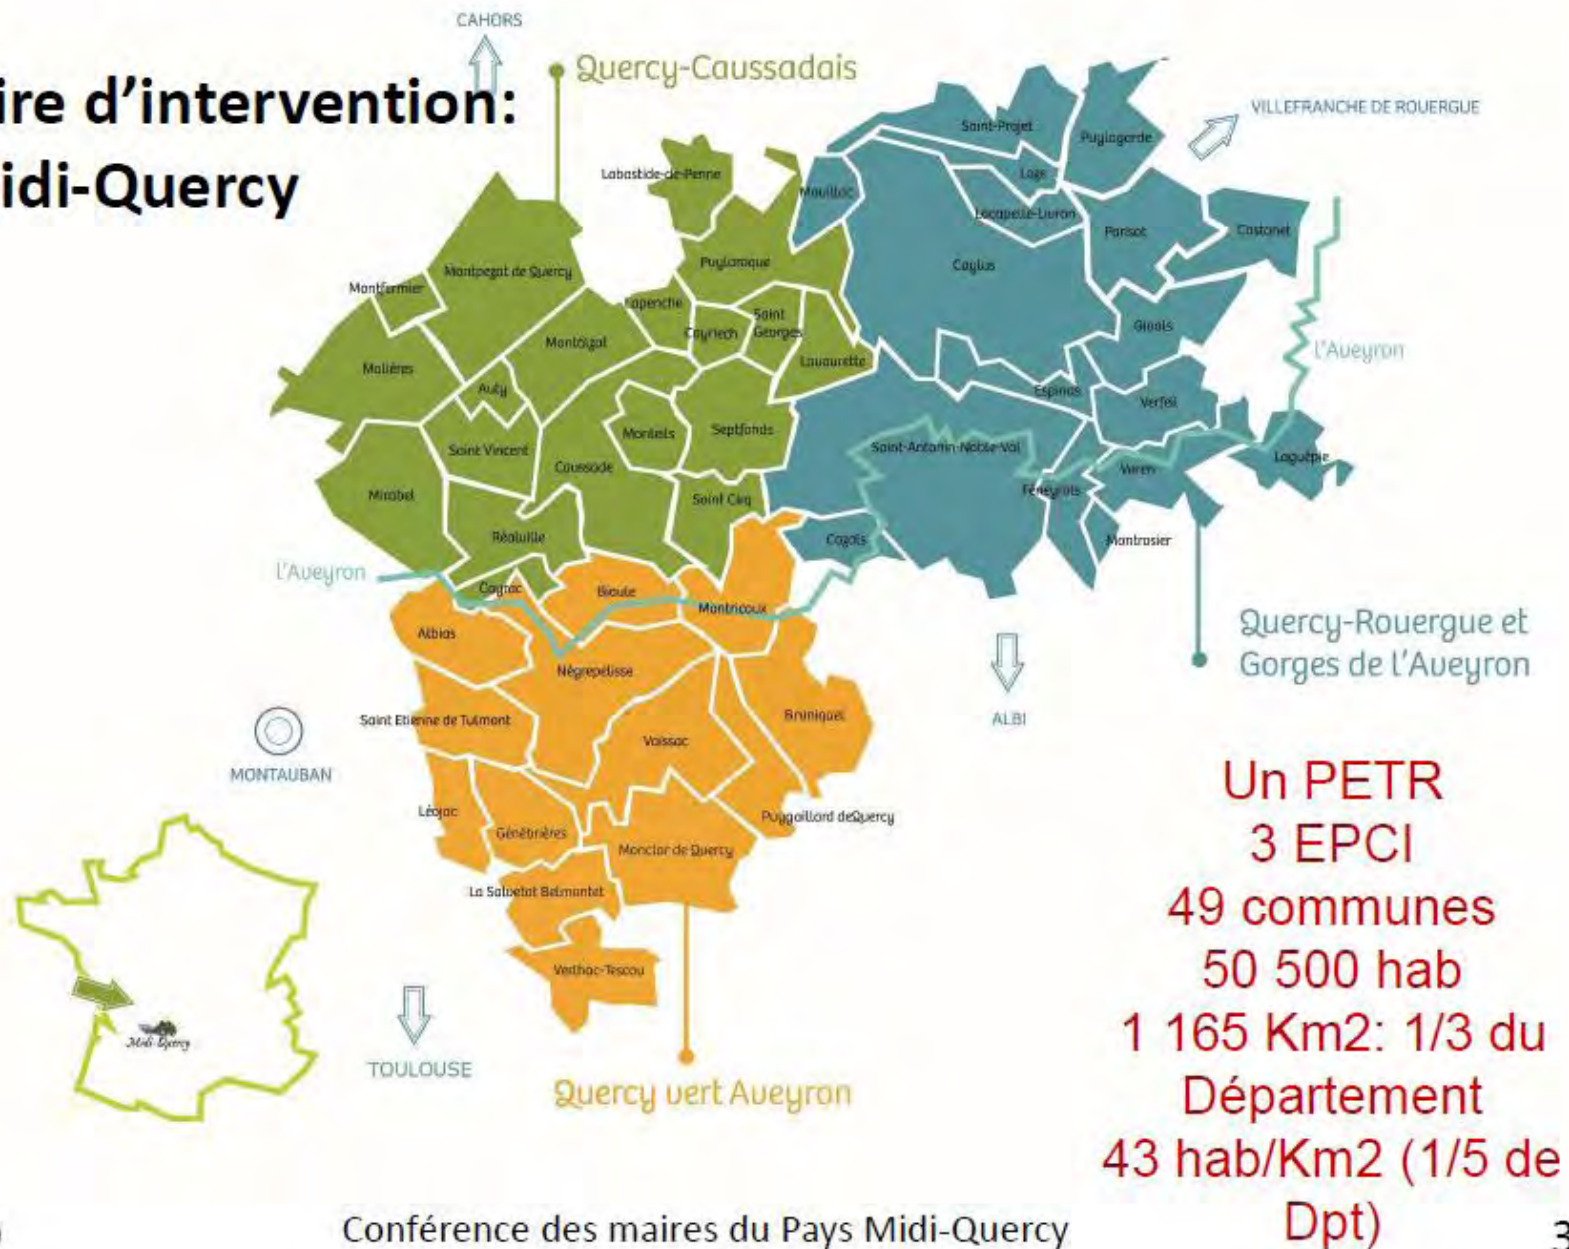 CAHORS
Quercy-Caussadais
ire d'intervention:
idi-Quercy
VILLEFRANCHE DE ROUERGUE
Saint-Projet
Puylagarde
Labastide-de-Penne
Mouillac
Loze
Lacapelle-Livron
Parisot
Castanet
Caylus
Puylaroque
Montpezat de Quercy
Montfermier
Lapenche
Cayriech
Saint
Georges
Ginals
Montalzat
Lavaurette
L'Aveyron
Molières
Auty
Espinas
Verfeil
Monteils
Septfonds
Saint Vincent
Caussade
Saint-Antonin-Noble-Val
Varen
Laguépie
Mirabel
Saint Cirq
Féneyrols
Réalville
Cazals
Montrosier
L'Aveyron
Cayrac
Bioule
Montricoux
Albias
Nègrepelisse
Quercy-Rouergue et
Gorges de l'Aveyron
Saint Etienne de Tulmont
Bruniquel
ALBI
Vaïssac
MONTAUBAN
Léojac
Génébrières
Puygaillard deQuercy
Monclar de Quercy
La Salvetat Belmontet
Verlhac-Tescou
Midi-Quercy
TOULOUSE
Quercy vert Aveyron
Un PETR
3 EPCI
49 communes
50 500 hab
1 165 Km2: 1/3 du
Département
43 hab/Km2 (1/5 de
Dpt)
Conférence des maires du Pays Midi-Quercy
3